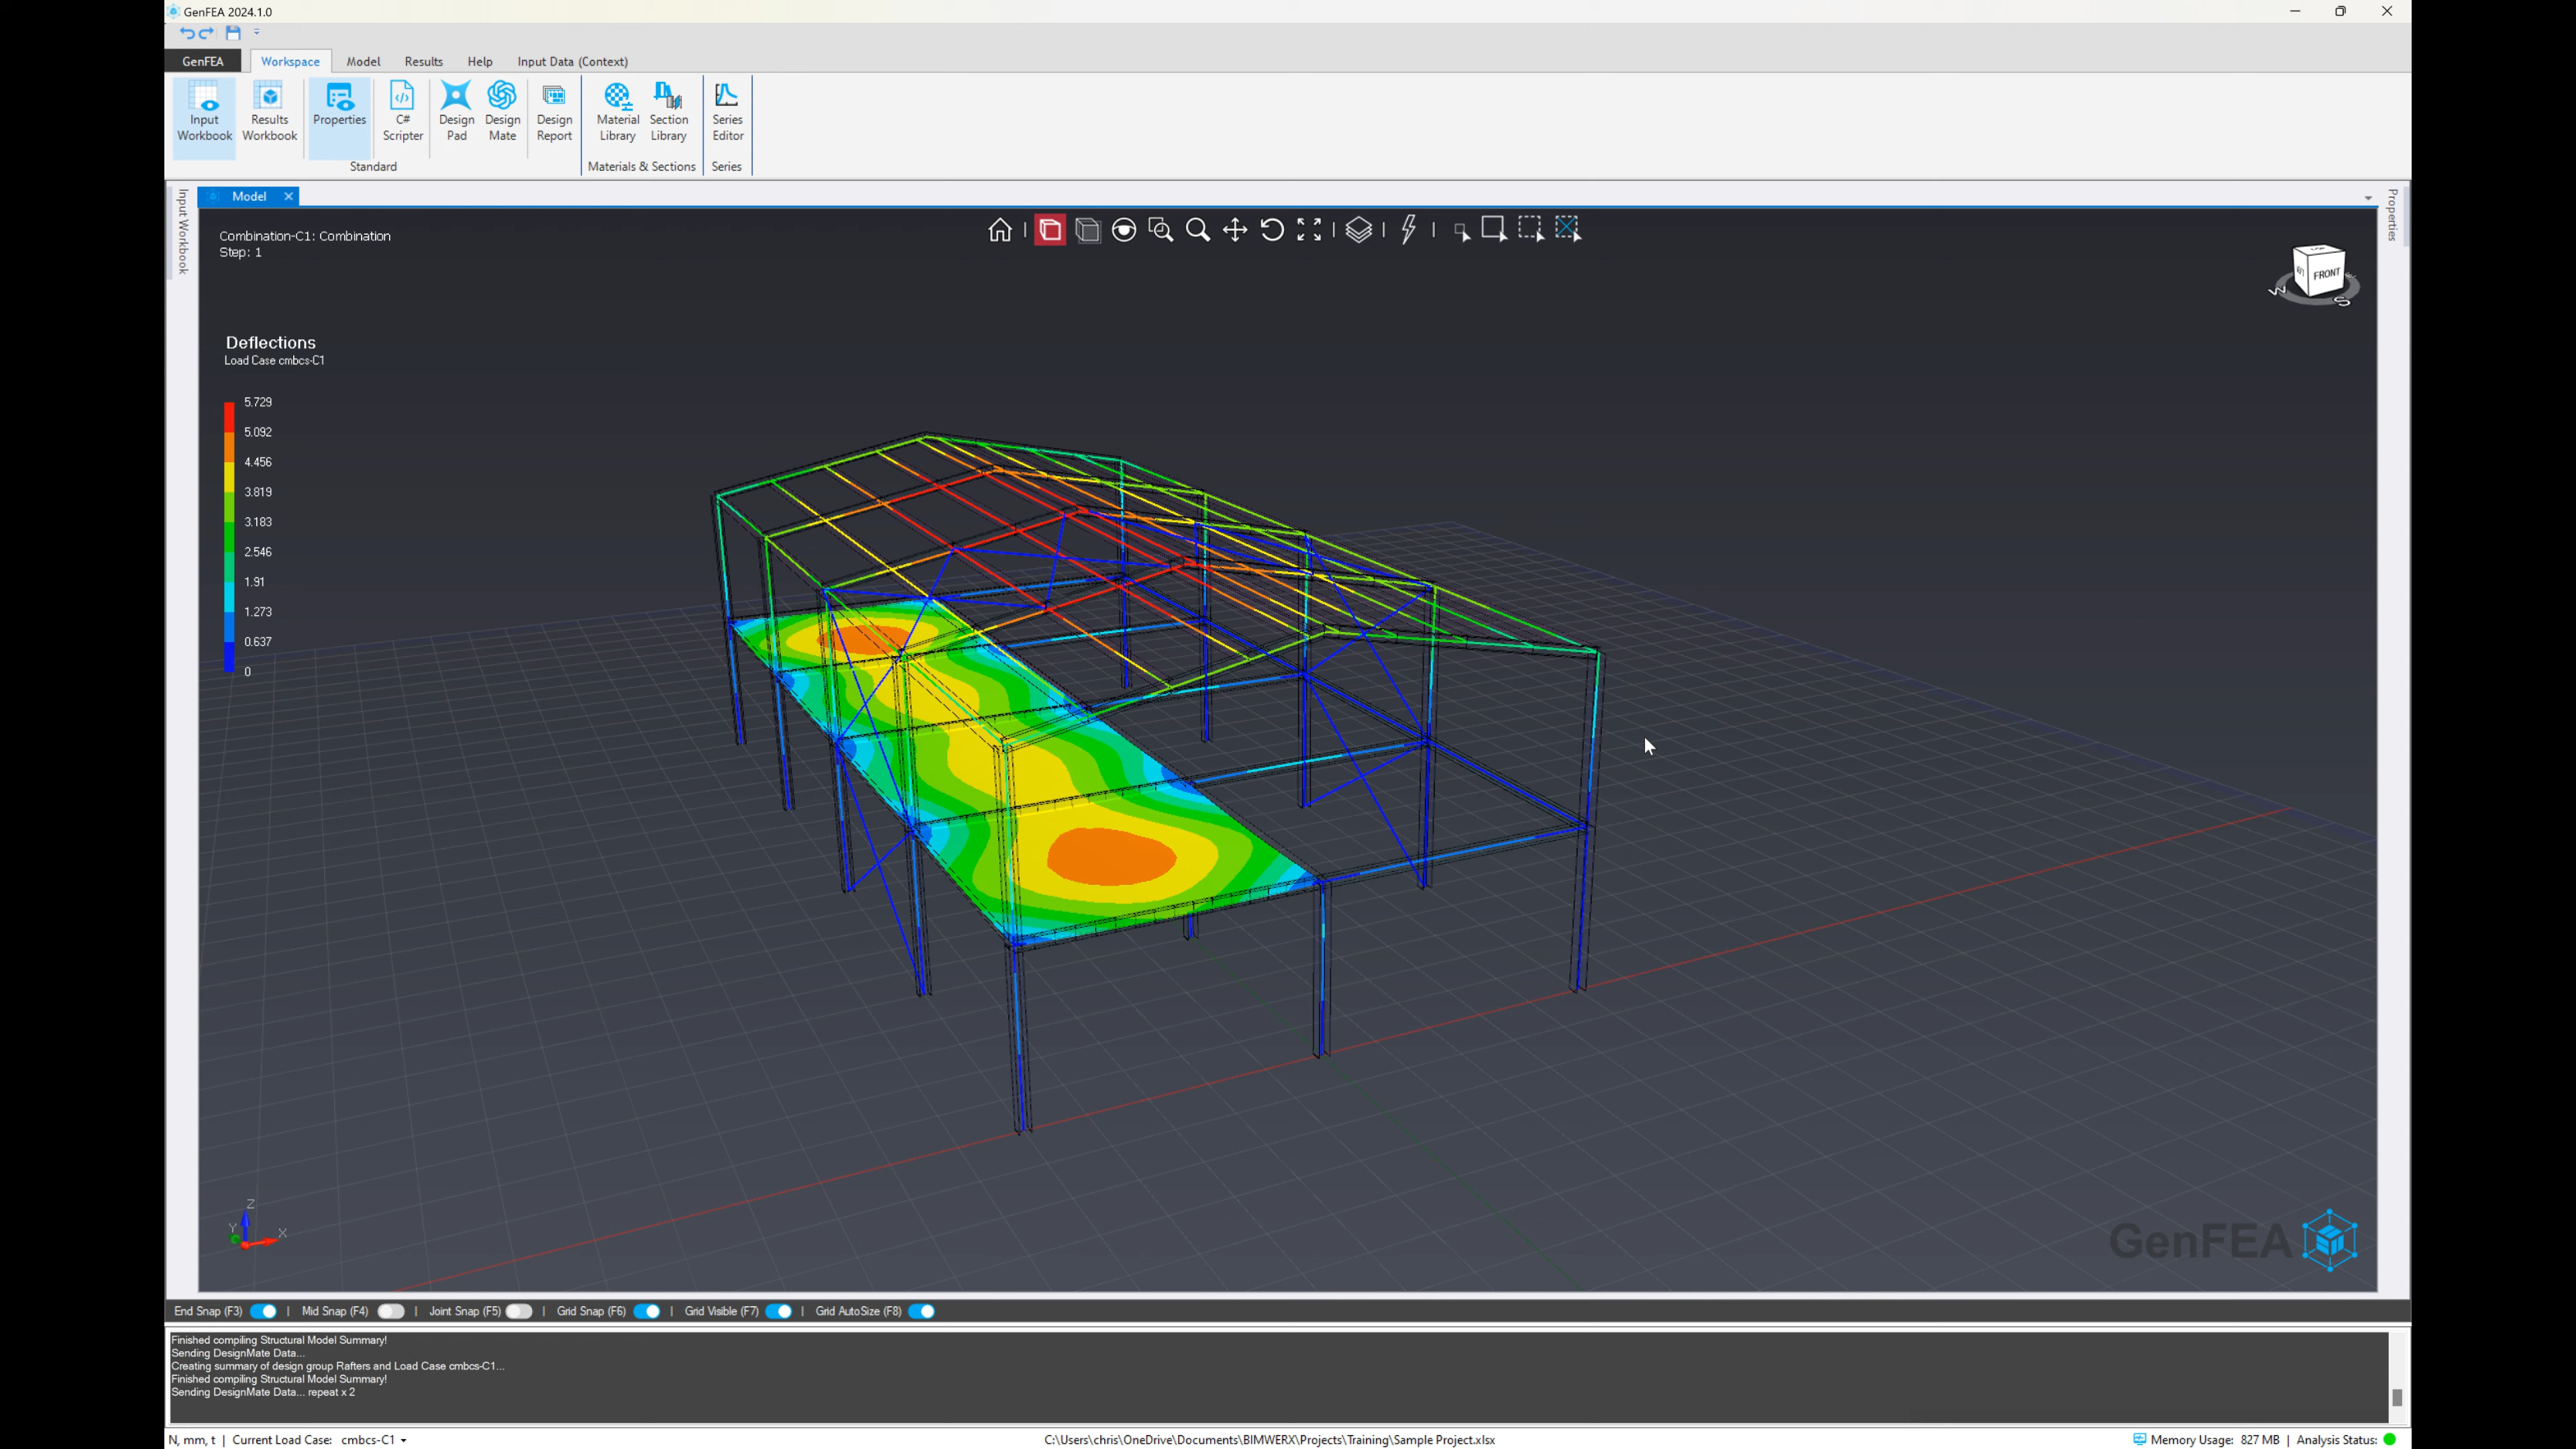 GenFEA 2024.1.0
GenFEA Workspace Model Results Help Input Data (Context)
Input Workbook
Results Workbook
Properties
C# Scripter
Design Pad
Design Mate
Design Report
Material Library
Section Library
Series Editor
Standard
Materials & Sections
Series
Input Workbook
Model
Properties
Combination-C1: Combination
Step: 1
FRONT
W
S
Deflections
Load Case cmbcs-C1
5.729
5.092
4.456
3.819
3.183
2.546
1.91
1.273
0.637
0
Z
Y
X
GenFEA
End Snap (F3) | Mid Snap (F4) | Joint Snap (F5) | Grid Snap (F6) | Grid Visible (F7) | Grid AutoSize (F8)
Finished compiling Structural Model Summary!
Sending DesignMate Data...
Creating summary of design group Rafters and Load Case cmbcs-C1...
Finished compiling Structural Model Summary!
Sending DesignMate Data... repeat x 2
N, mm, t | Current Load Case: cmbcs-C1
C:\Users\chris\OneDrive\Documents\BIMWERX\Projects\Training\Sample Project.xlsx
Memory Usage: 827 MB | Analysis Status: